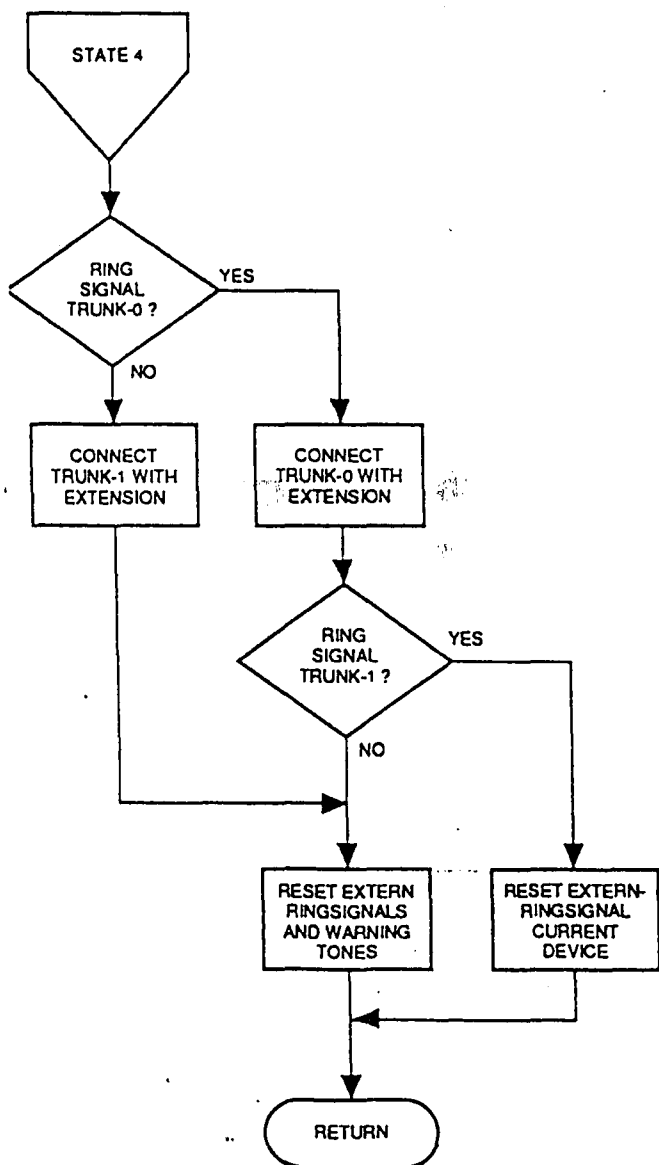 STATE 4
RING
SIGNAL
TRUNK-0 ?
YES
NO
CONNECT
TRUNK-1 WITH
EXTENSION
CONNECT
TRUNK-0 WITH
EXTENSION
RING
SIGNAL
TRUNK-1 ?
YES
NO
RESET EXTERN
RINGSIGNALS
AND WARNING
TONES
RESET EXTERN-
RINGSIGNAL
CURRENT
DEVICE
RETURN